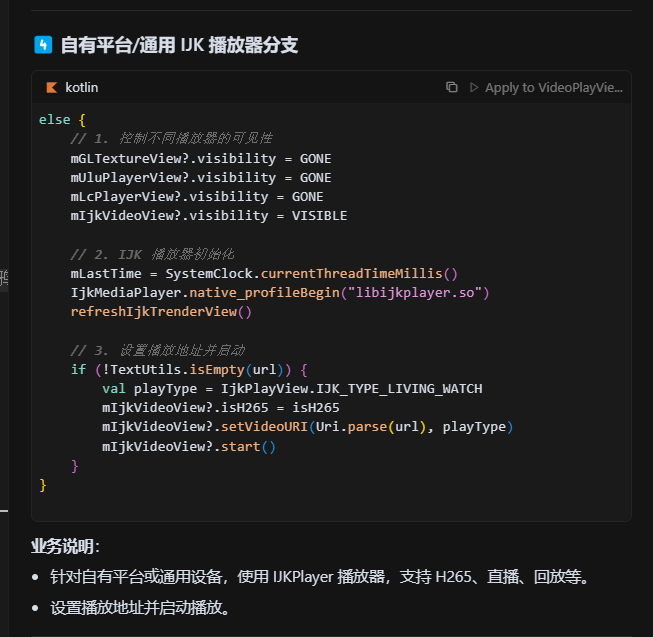 4 自有平台/通用 IJK 播放器分支
kotlin
Apply to VideoPlayVie...
else {
// 1. 控制不同播放器的可见性
mGLTextureView?.visibility = GONE
mUluPlayerView?.visibility = GONE
mLcPlayerView?.visibility = GONE
mIjkVideoView?.visibility = VISIBLE
// 2. IJK 播放器初始化
mLastTime = SystemClock.currentThreadTimeMillis()
IjkMediaPlayer.native_profileBegin("libijkplayer.so")
refreshIjkTrenderView()
// 3. 设置播放地址并启动
if (!TextUtils.isEmpty(url)) {
val playType = IjkPlayView.IJK_TYPE_LIVING_WATCH
mIjkVideoView?.isH265 = isH265
mIjkVideoView?.setVideoURI(Uri.parse(url), playType)
mIjkVideoView?.start()
}
}
业务说明：
针对自有平台或通用设备，使用 IJKPlayer 播放器，支持 H265、直播、回放等。
设置播放地址并启动播放。